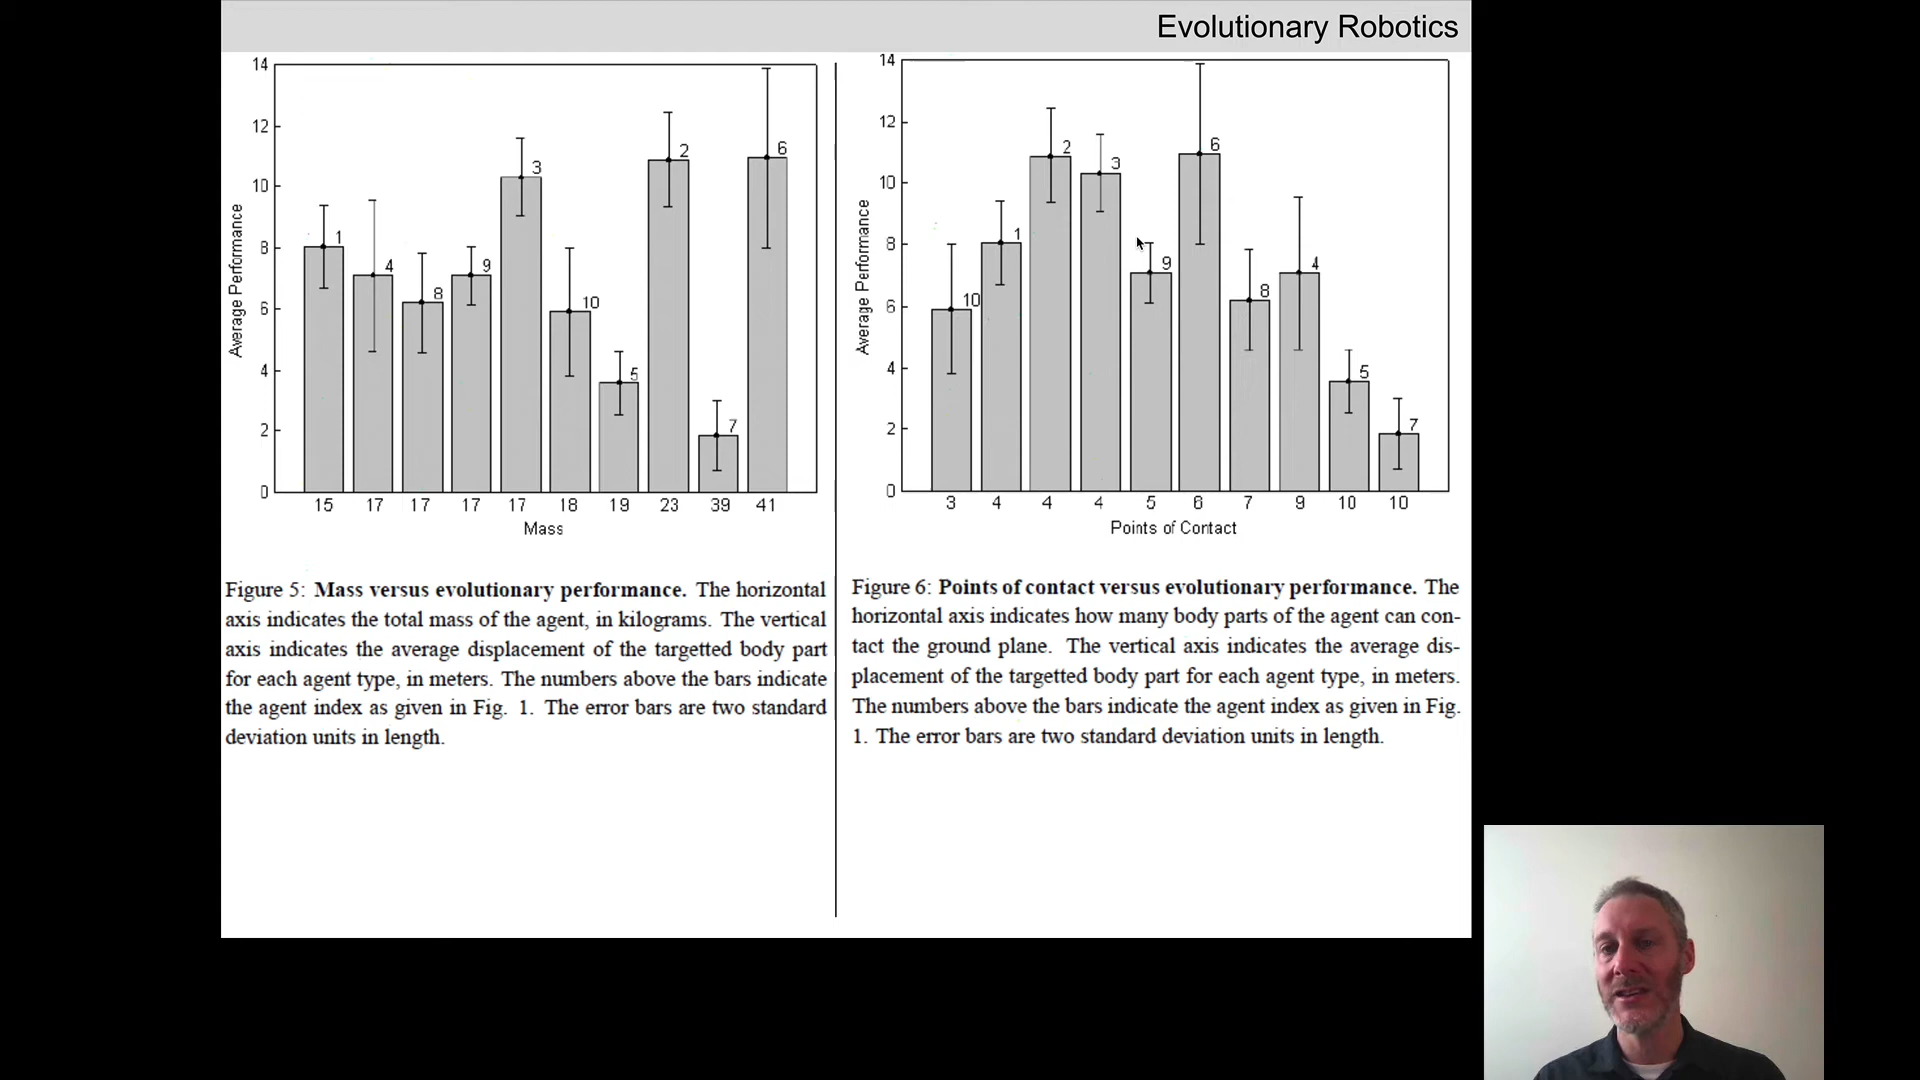 Evolutionary Robotics
14
12
10
8
6
4
2
0
Average Performance
1
4
8
9
3
10
5
2
7
6
15 17 17 17 17 18 19 23 39 41
Mass
Figure 5: Mass versus evolutionary performance. The horizontal
axis indicates the total mass of the agent, in kilograms. The vertical
axis indicates the average displacement of the targetted body part
for each agent type, in meters. The numbers above the bars indicate
the agent index as given in Fig. 1. The error bars are two standard
deviation units in length.
14
12
10
8
6
4
2
0
Average Performance
10
1
2
3
9
6
8
4
5
7
3 4 4 4 5 6 7 9 10 10
Points of Contact
Figure 6: Points of contact versus evolutionary performance. The
horizontal axis indicates how many body parts of the agent can con-
tact the ground plane. The vertical axis indicates the average dis-
placement of the targetted body part for each agent type, in meters.
The numbers above the bars indicate the agent index as given in Fig.
1. The error bars are two standard deviation units in length.